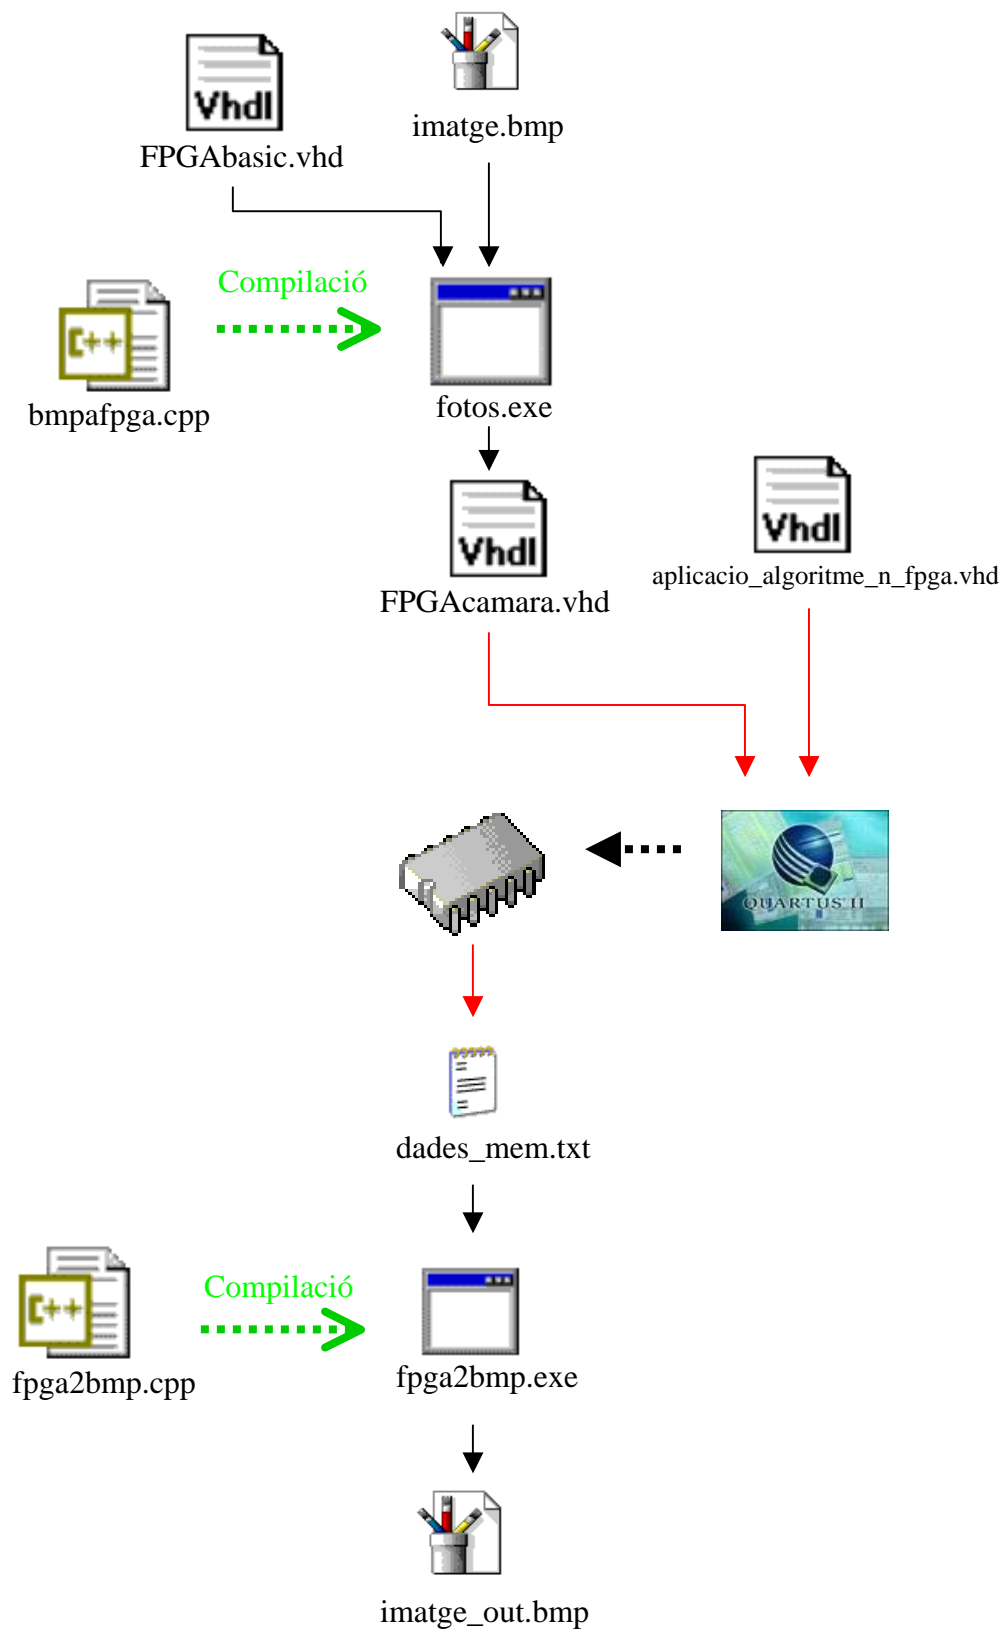 imatge.bmp
Vhdl
FPGAbasic.vhd
Compilació
C++
bmpafpga.cpp
fotos.exe
Vhdl
FPGAcamara.vhd
Vhdl
aplicacio_algoritme_n_fpga.vhd
QUARTUS II
dades_mem.txt
Compilació
C++
fpga2bmp.cpp
fpga2bmp.exe
imatge_out.bmp